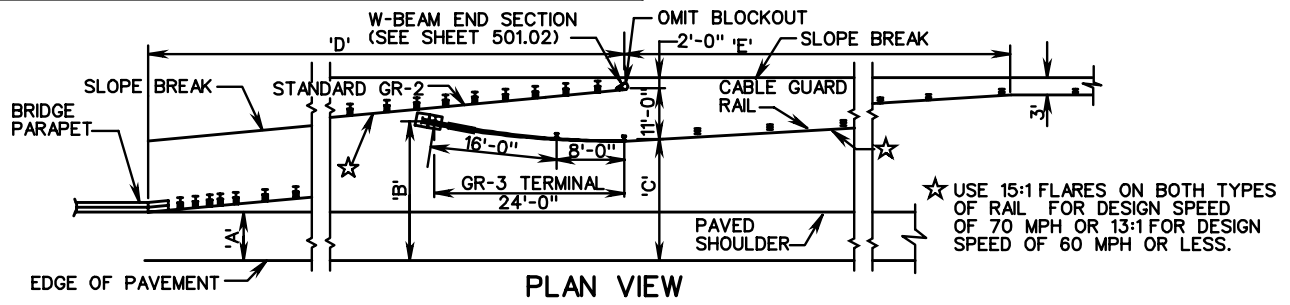 W-BEAM END SECTION
(SEE SHEET 501.02)
OMIT BLOCKOUT
'D'
2'-0"
'E'
SLOPE BREAK
SLOPE BREAK
STANDARD GR-2
CABLE GUARD
RAIL
BRIDGE
PARAPET
11'-0"
3'
16'-0"
8'-0"
'B'
'C'
GR-3 TERMINAL
24'-0"
'A'
PAVED
SHOULDER
☆ USE 15:1 FLARES ON BOTH TYPES
OF RAIL FOR DESIGN SPEED
OF 70 MPH OR 13:1 FOR DESIGN
SPEED OF 60 MPH OR LESS.
EDGE OF PAVEMENT
PLAN VIEW